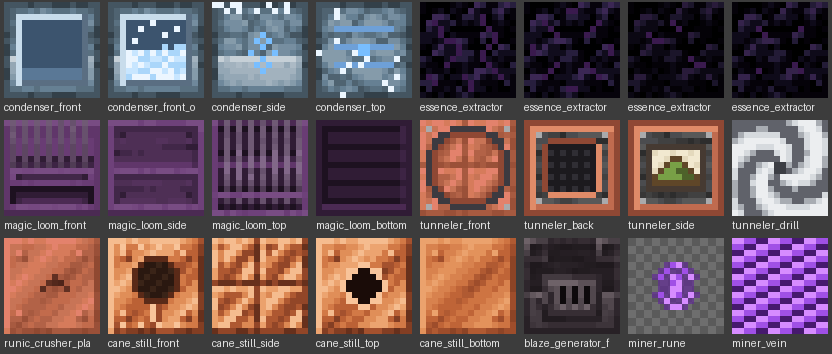 condenser_front condenser_front_o condenser_side condenser_top essence_extractor essence_extractor essence_extractor essence_extractor
magic_loom_front magic_loom_side magic_loom_top magic_loom_bottom tunneler_front tunneler_back tunneler_side tunneler_drill
runic_crusher_pla cane_still_front cane_still_side cane_still_top cane_still_bottom blaze_generator_f miner_rune miner_vein